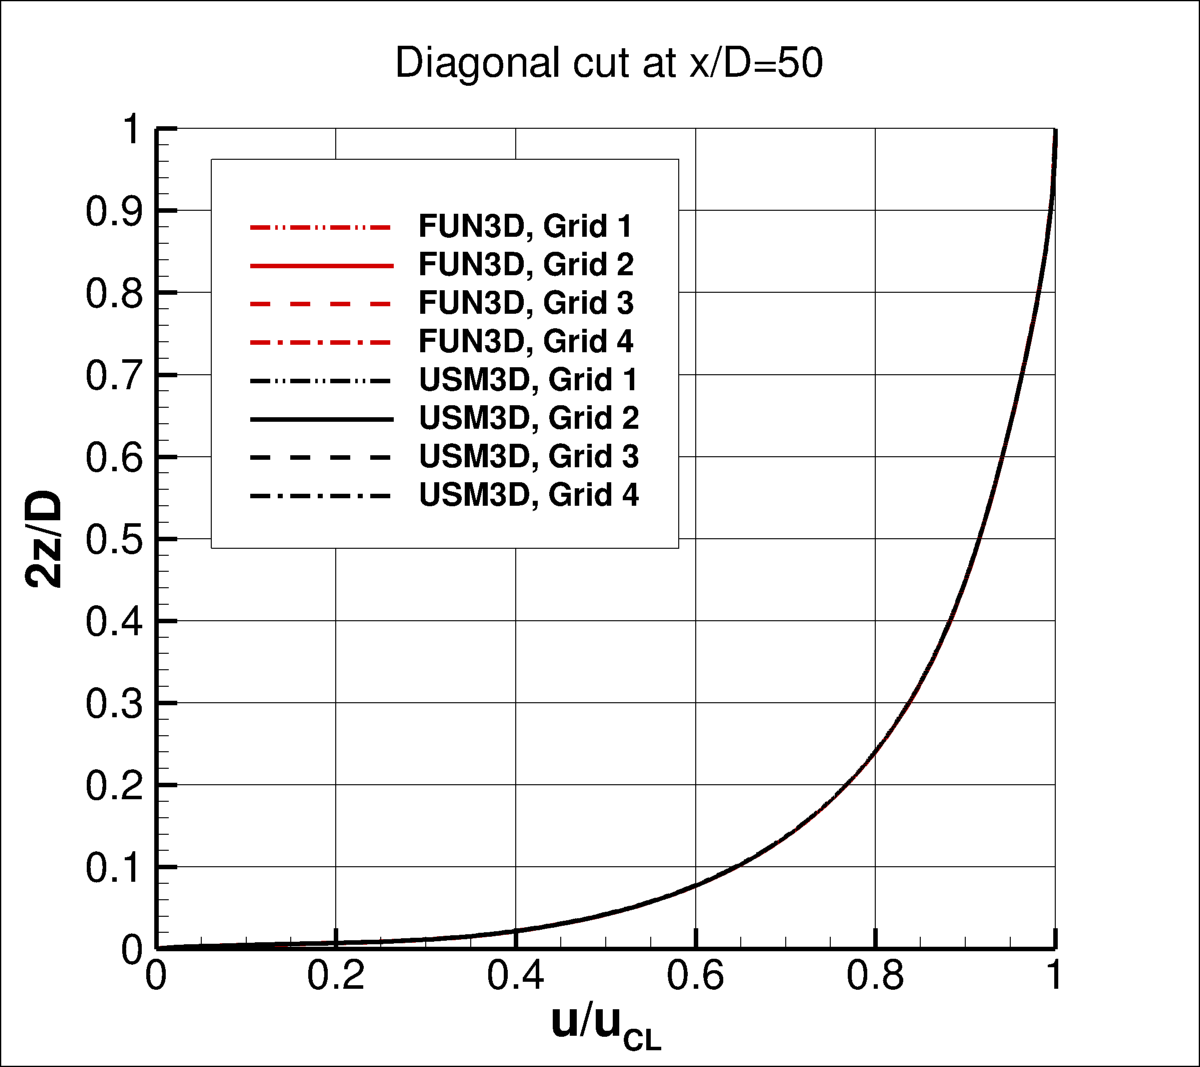 Diagonal cut at x/D=50
1
0.9
0.8
0.7
0.6
0.5
0.4
0.3
0.2
0.1
0
2z/D
FUN3D, Grid 1
FUN3D, Grid 2
FUN3D, Grid 3
FUN3D, Grid 4
USM3D, Grid 1
USM3D, Grid 2
USM3D, Grid 3
USM3D, Grid 4
0 0.2 0.4 0.6 0.8 1
u/uCL